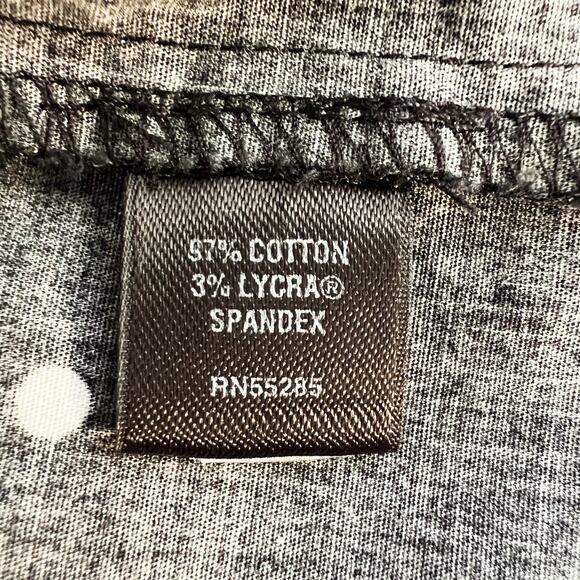 97% COTTON
3% LYCRA®
SPANDEX
RN55285